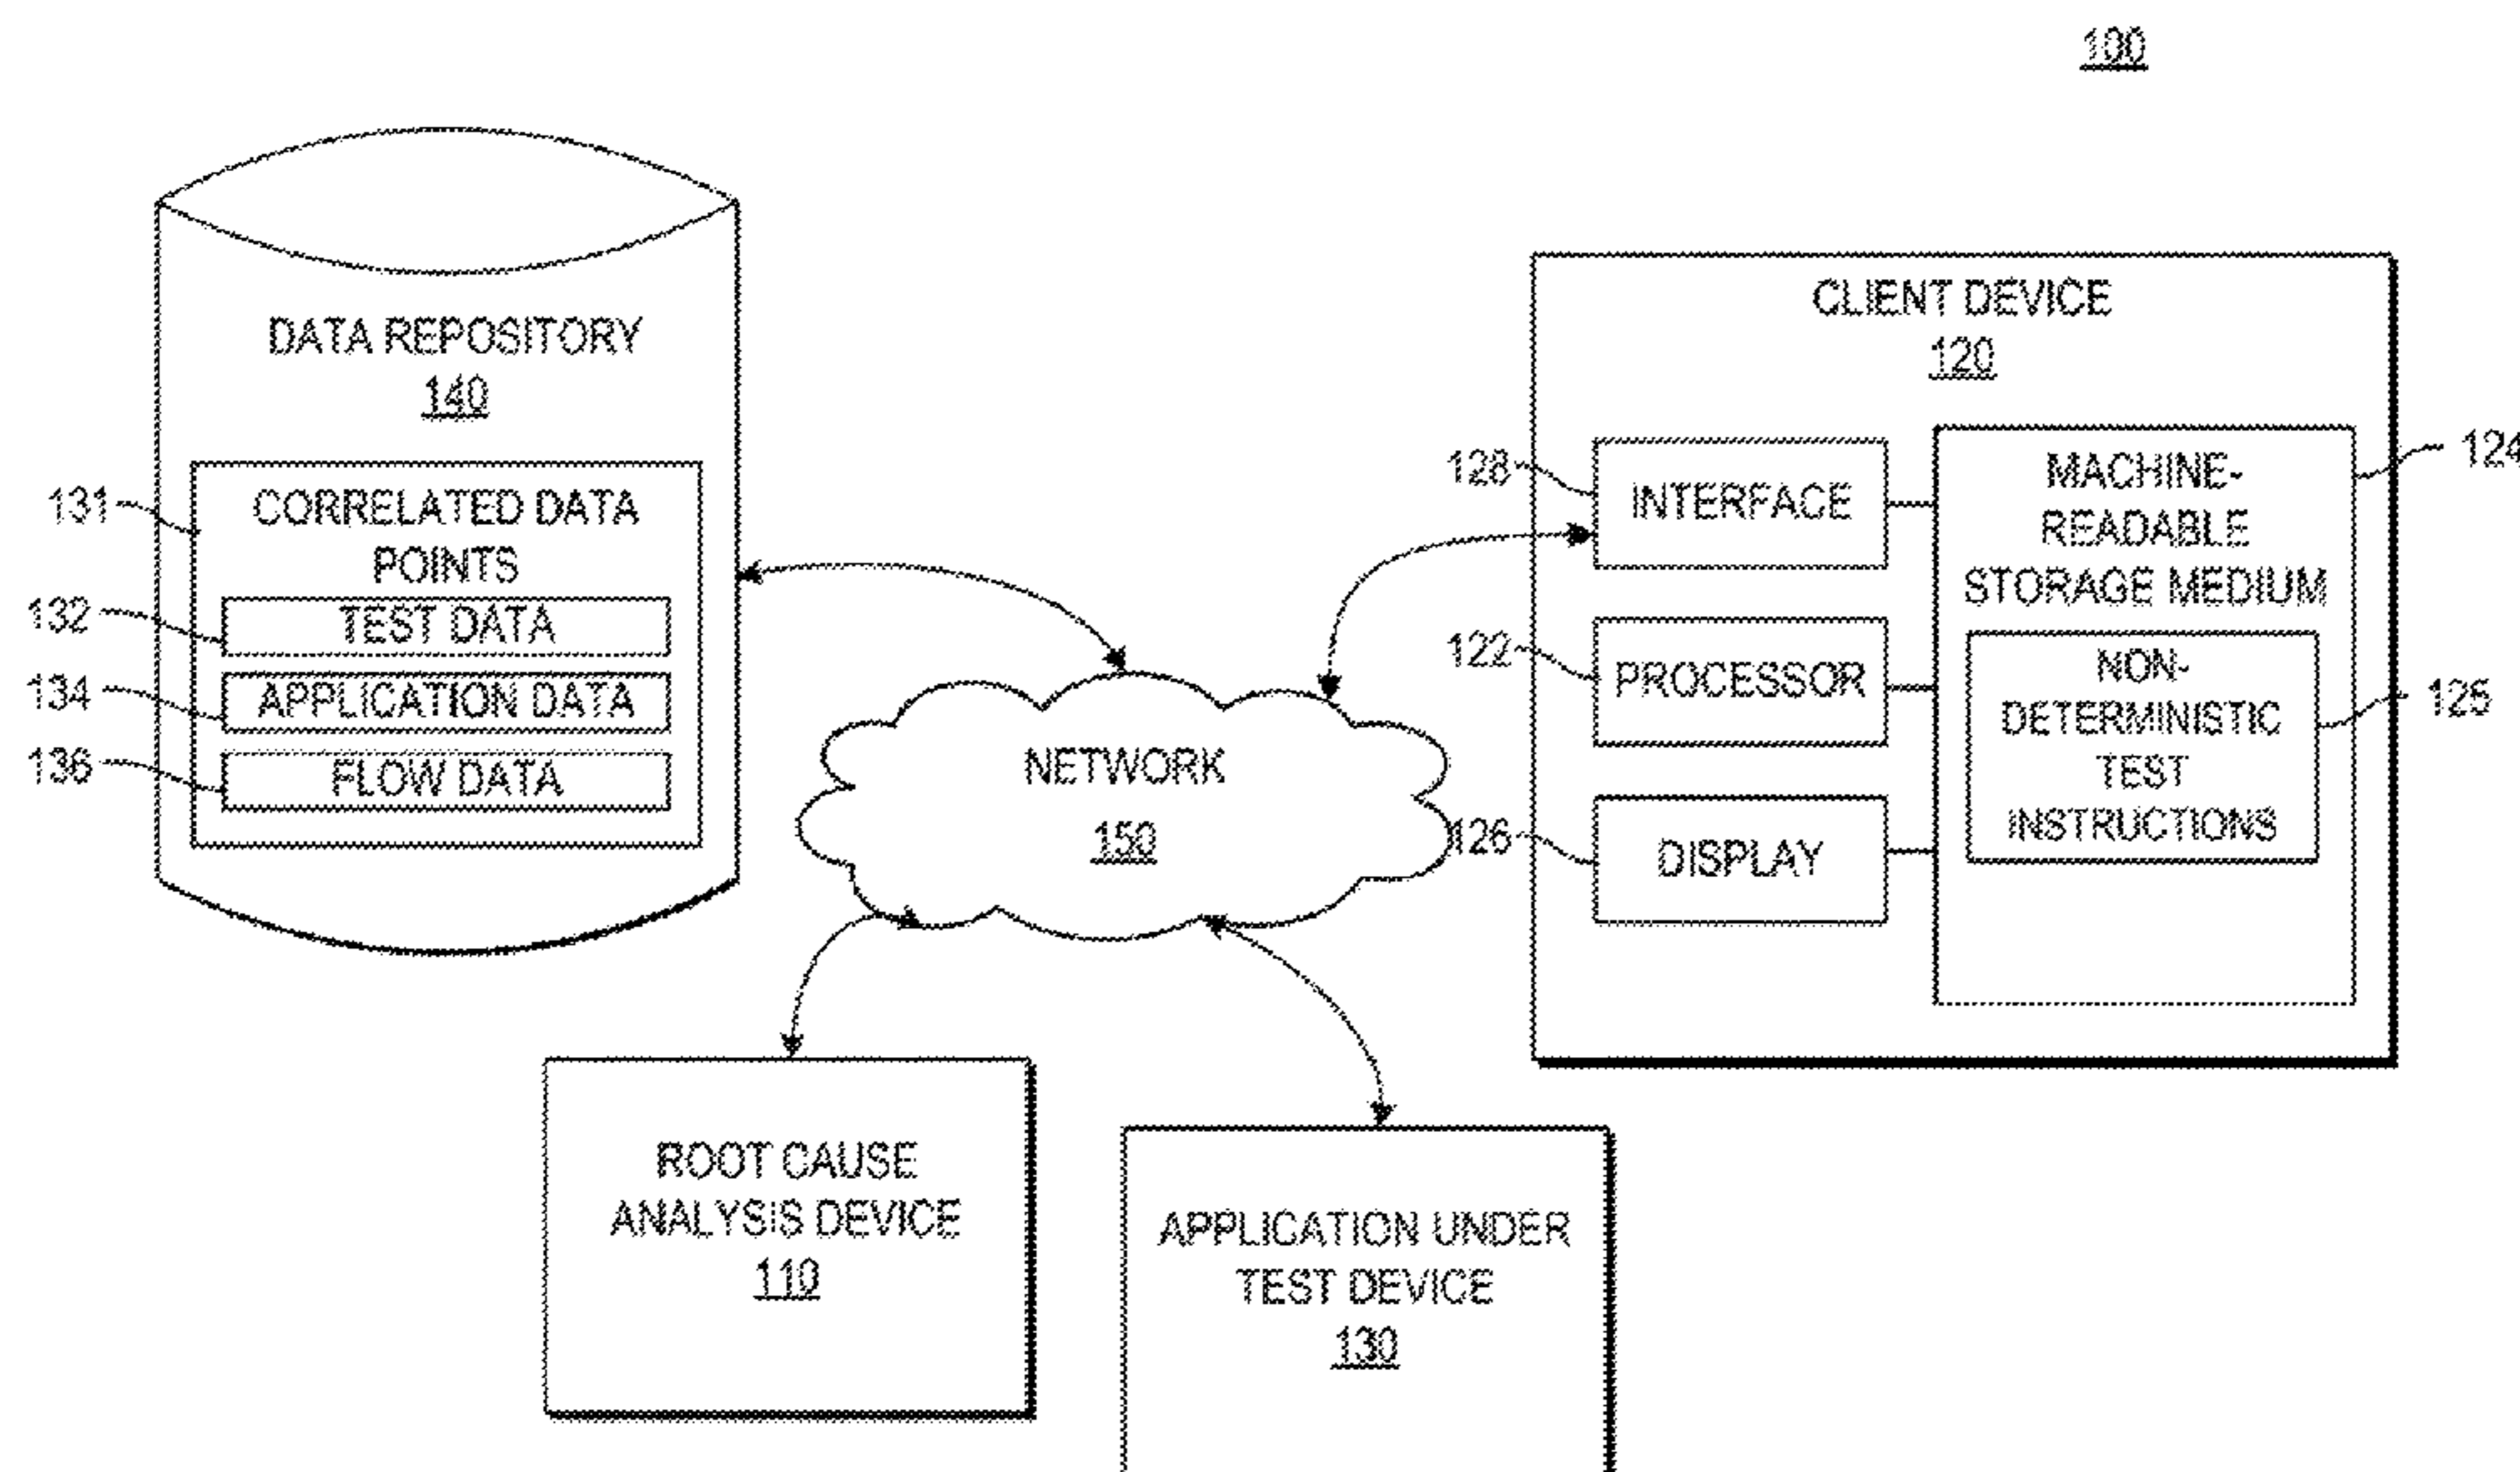 100
DATA REPOSITORY
140
131
CORRELATED DATA
POINTS
132
TEST DATA
134
APPLICATION DATA
136
FLOW DATA
CLIENT DEVICE
120
128
INTERFACE
122
PROCESSOR
126
DISPLAY
MACHINE-
READABLE
STORAGE MEDIUM
124
NON-
DETERMINISTIC
TEST
INSTRUCTIONS
125
NETWORK
150
ROOT CAUSE
ANALYSIS DEVICE
110
APPLICATION UNDER
TEST DEVICE
130